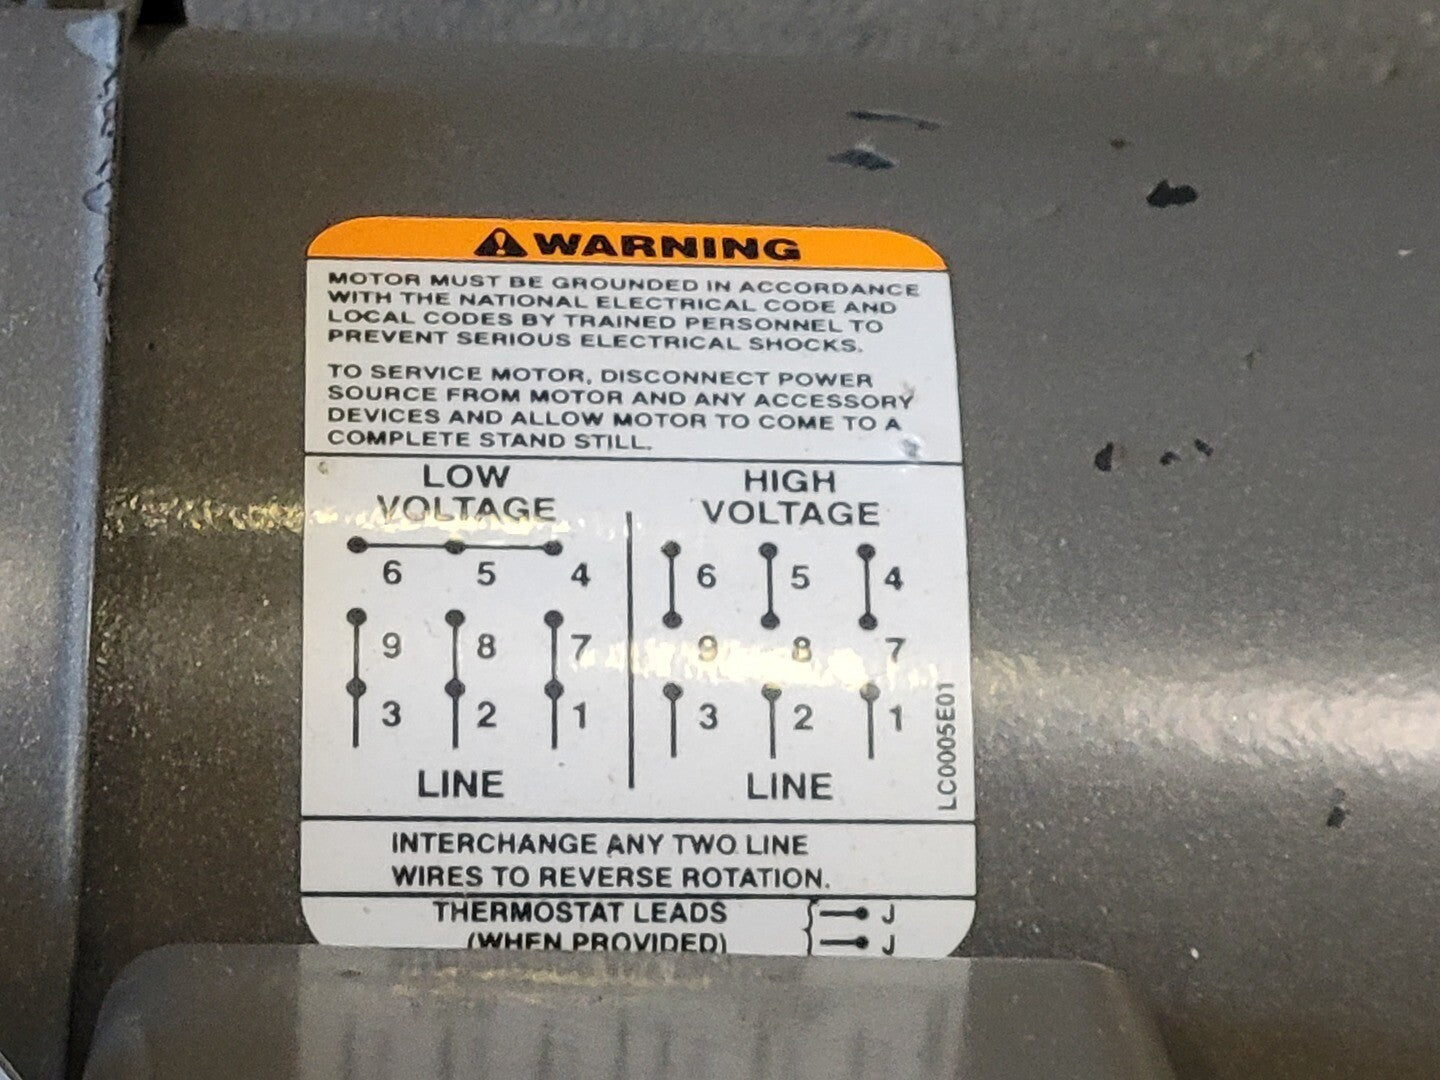 WARNING
MOTOR MUST BE GROUNDED IN ACCORDANCE
WITH THE NATIONAL ELECTRICAL CODE AND
LOCAL CODES BY TRAINED PERSONNEL TO
PREVENT SERIOUS ELECTRICAL SHOCKS.
TO SERVICE MOTOR, DISCONNECT POWER
SOURCE FROM MOTOR AND ANY ACCESSORY
DEVICES AND ALLOW MOTOR TO COME TO A
COMPLETE STAND STILL.
LOW
VOLTAGE
6 5 4
9 8 7
3 2 1
LINE
HIGH
VOLTAGE
6 5 4
9 8 7
3 2 1
LINE
LC0005E01
INTERCHANGE ANY TWO LINE
WIRES TO REVERSE ROTATION.
THERMOSTAT LEADS J
(WHEN PROVIDED) J